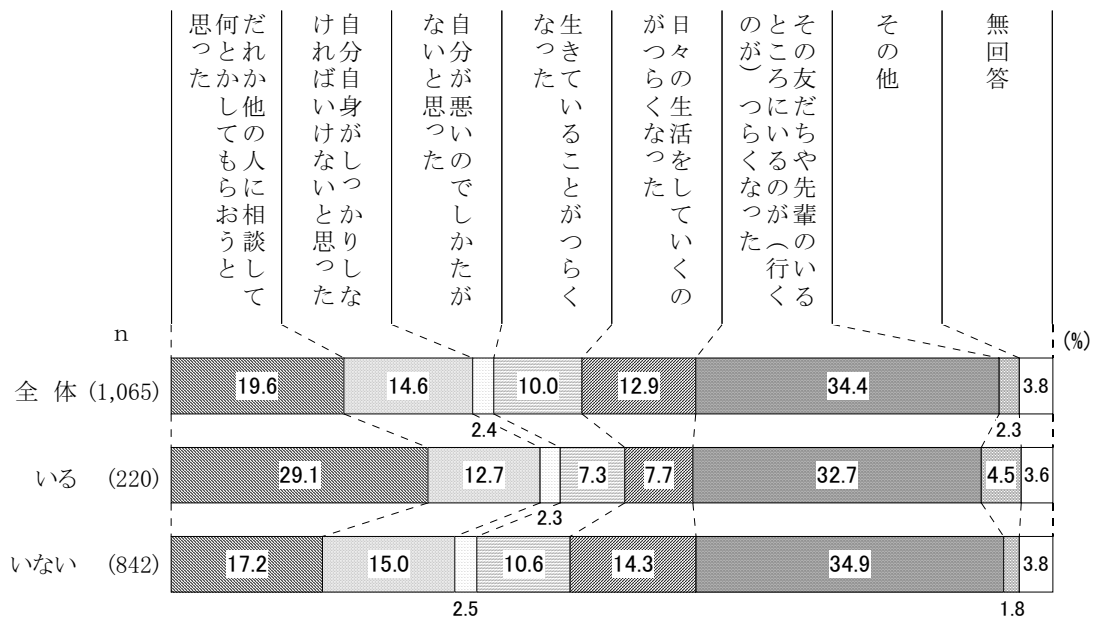 だれか他の人に相談して
何とかしてもらおうと
思った
自分自身がしっかりしな
ければいけないと思った
自分が悪いのでしかたが
ないと思った
生きていることがつらく
なった
日々の生活をしていくの
がつらくなった
その友だちや先輩のいる
ところにいるのが（行く
のが）つらくなった
その他
無回答
n
(%)
全 体 (1,065)
19.6
14.6
2.4
10.0
12.9
34.4
2.3
3.8
いる (220)
29.1
12.7
2.3
7.3
7.7
32.7
4.5
3.6
いない (842)
17.2
15.0
2.5
10.6
14.3
34.9
1.8
3.8